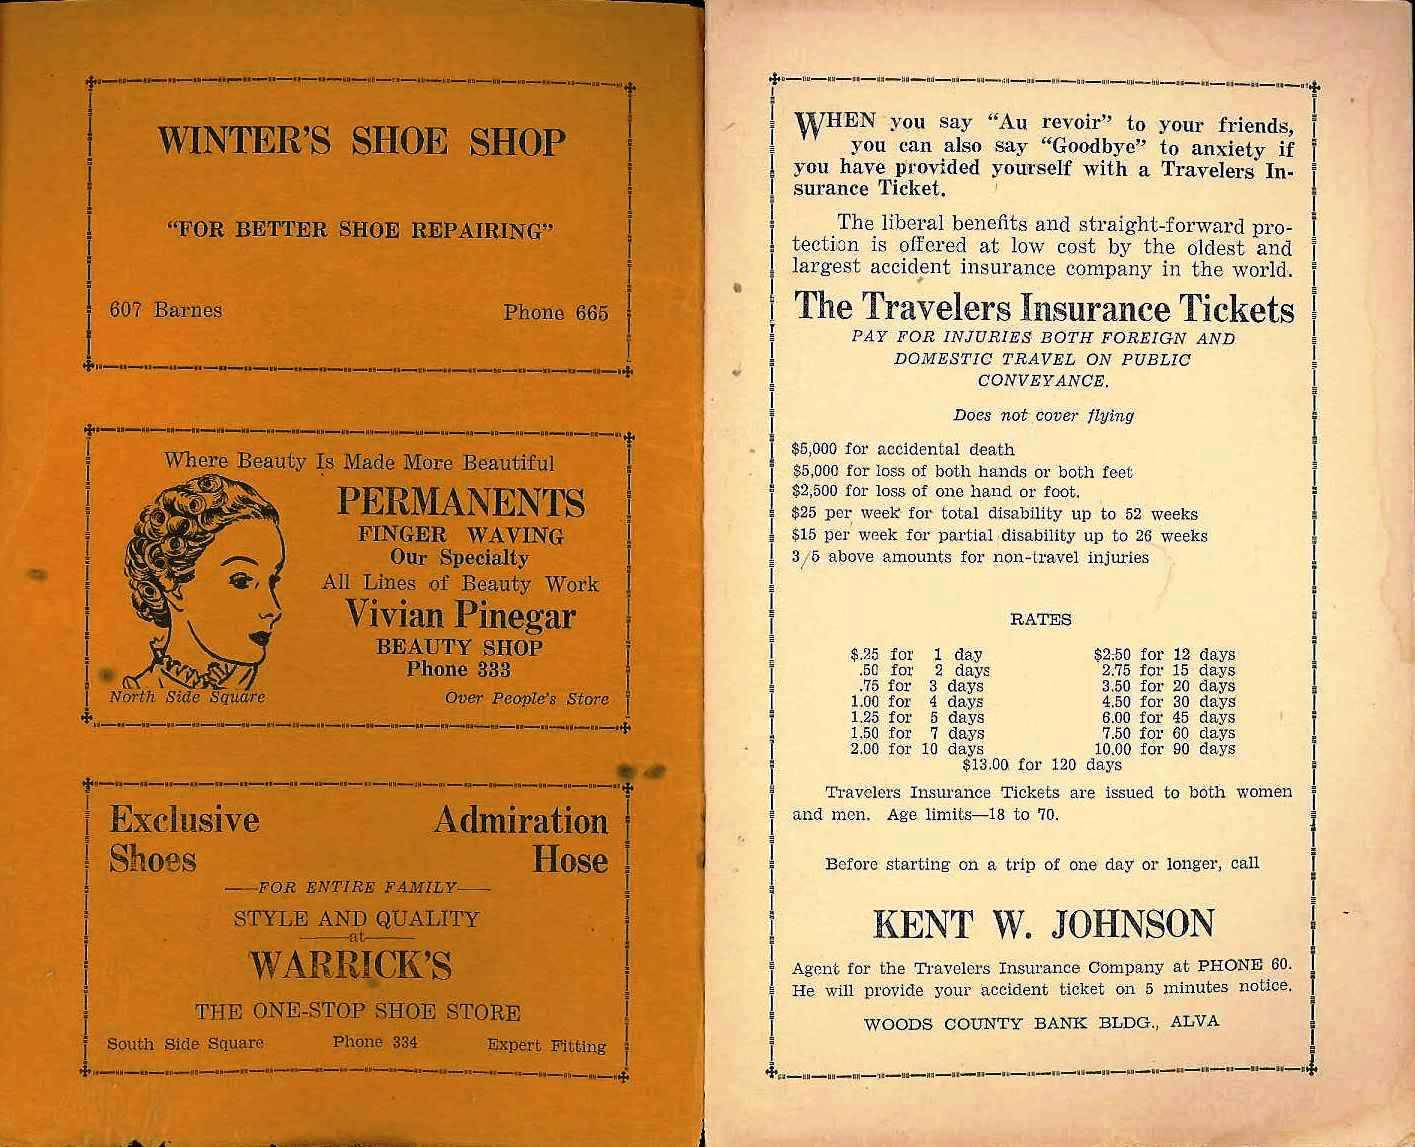 WINTER'S SHOE SHOP
“FOR BETTER SHOE REPAIRING”
607 Barnes Phone 665
Where Beauty Is Made More Beautiful
PERMANENTS
FINGER WAVING
Our Specialty
All Lines of Beauty Work
Vivian Pinegar
BEAUTY SHOP
Phone 333
North Side Square Over People's Store
Exclusive Admiration
Shoes Hose
—FOR ENTIRE FAMILY—
STYLE AND QUALITY
—at—
WARRICK'S
THE ONE-STOP SHOE STORE
South Side Square Phone 334 Expert Fitting
WHEN you say “Au revoir” to your friends,
you can also say “Goodbye” to anxiety if
you have provided yourself with a Travelers In-
surance Ticket.
The liberal benefits and straight-forward pro-
tection is offered at low cost by the oldest and
largest accident insurance company in the world.
The Travelers Insurance Tickets
PAY FOR INJURIES BOTH FOREIGN AND
DOMESTIC TRAVEL ON PUBLIC
CONVEYANCE.
Does not cover flying
$5,000 for accidental death
$5,000 for loss of both hands or both feet
$2,500 for loss of one hand or foot.
$25 per week for total disability up to 52 weeks
$15 per week for partial disability up to 26 weeks
3/5 above amounts for non-travel injuries
RATES
$.25 for 1 day $2.50 for 12 days
.50 for 2 days 2.75 for 15 days
.75 for 3 days 3.50 for 20 days
1.00 for 4 days 4.50 for 30 days
1.25 for 5 days 6.00 for 45 days
1.50 for 7 days 7.50 for 60 days
2.00 for 10 days 10.00 for 90 days
$13.00 for 120 days
Travelers Insurance Tickets are issued to both women
and men. Age limits—18 to 70.
Before starting on a trip of one day or longer, call
KENT W. JOHNSON
Agent for the Travelers Insurance Company at PHONE 60.
He will provide your accident ticket on 5 minutes notice.
WOODS COUNTY BANK BLDG., ALVA